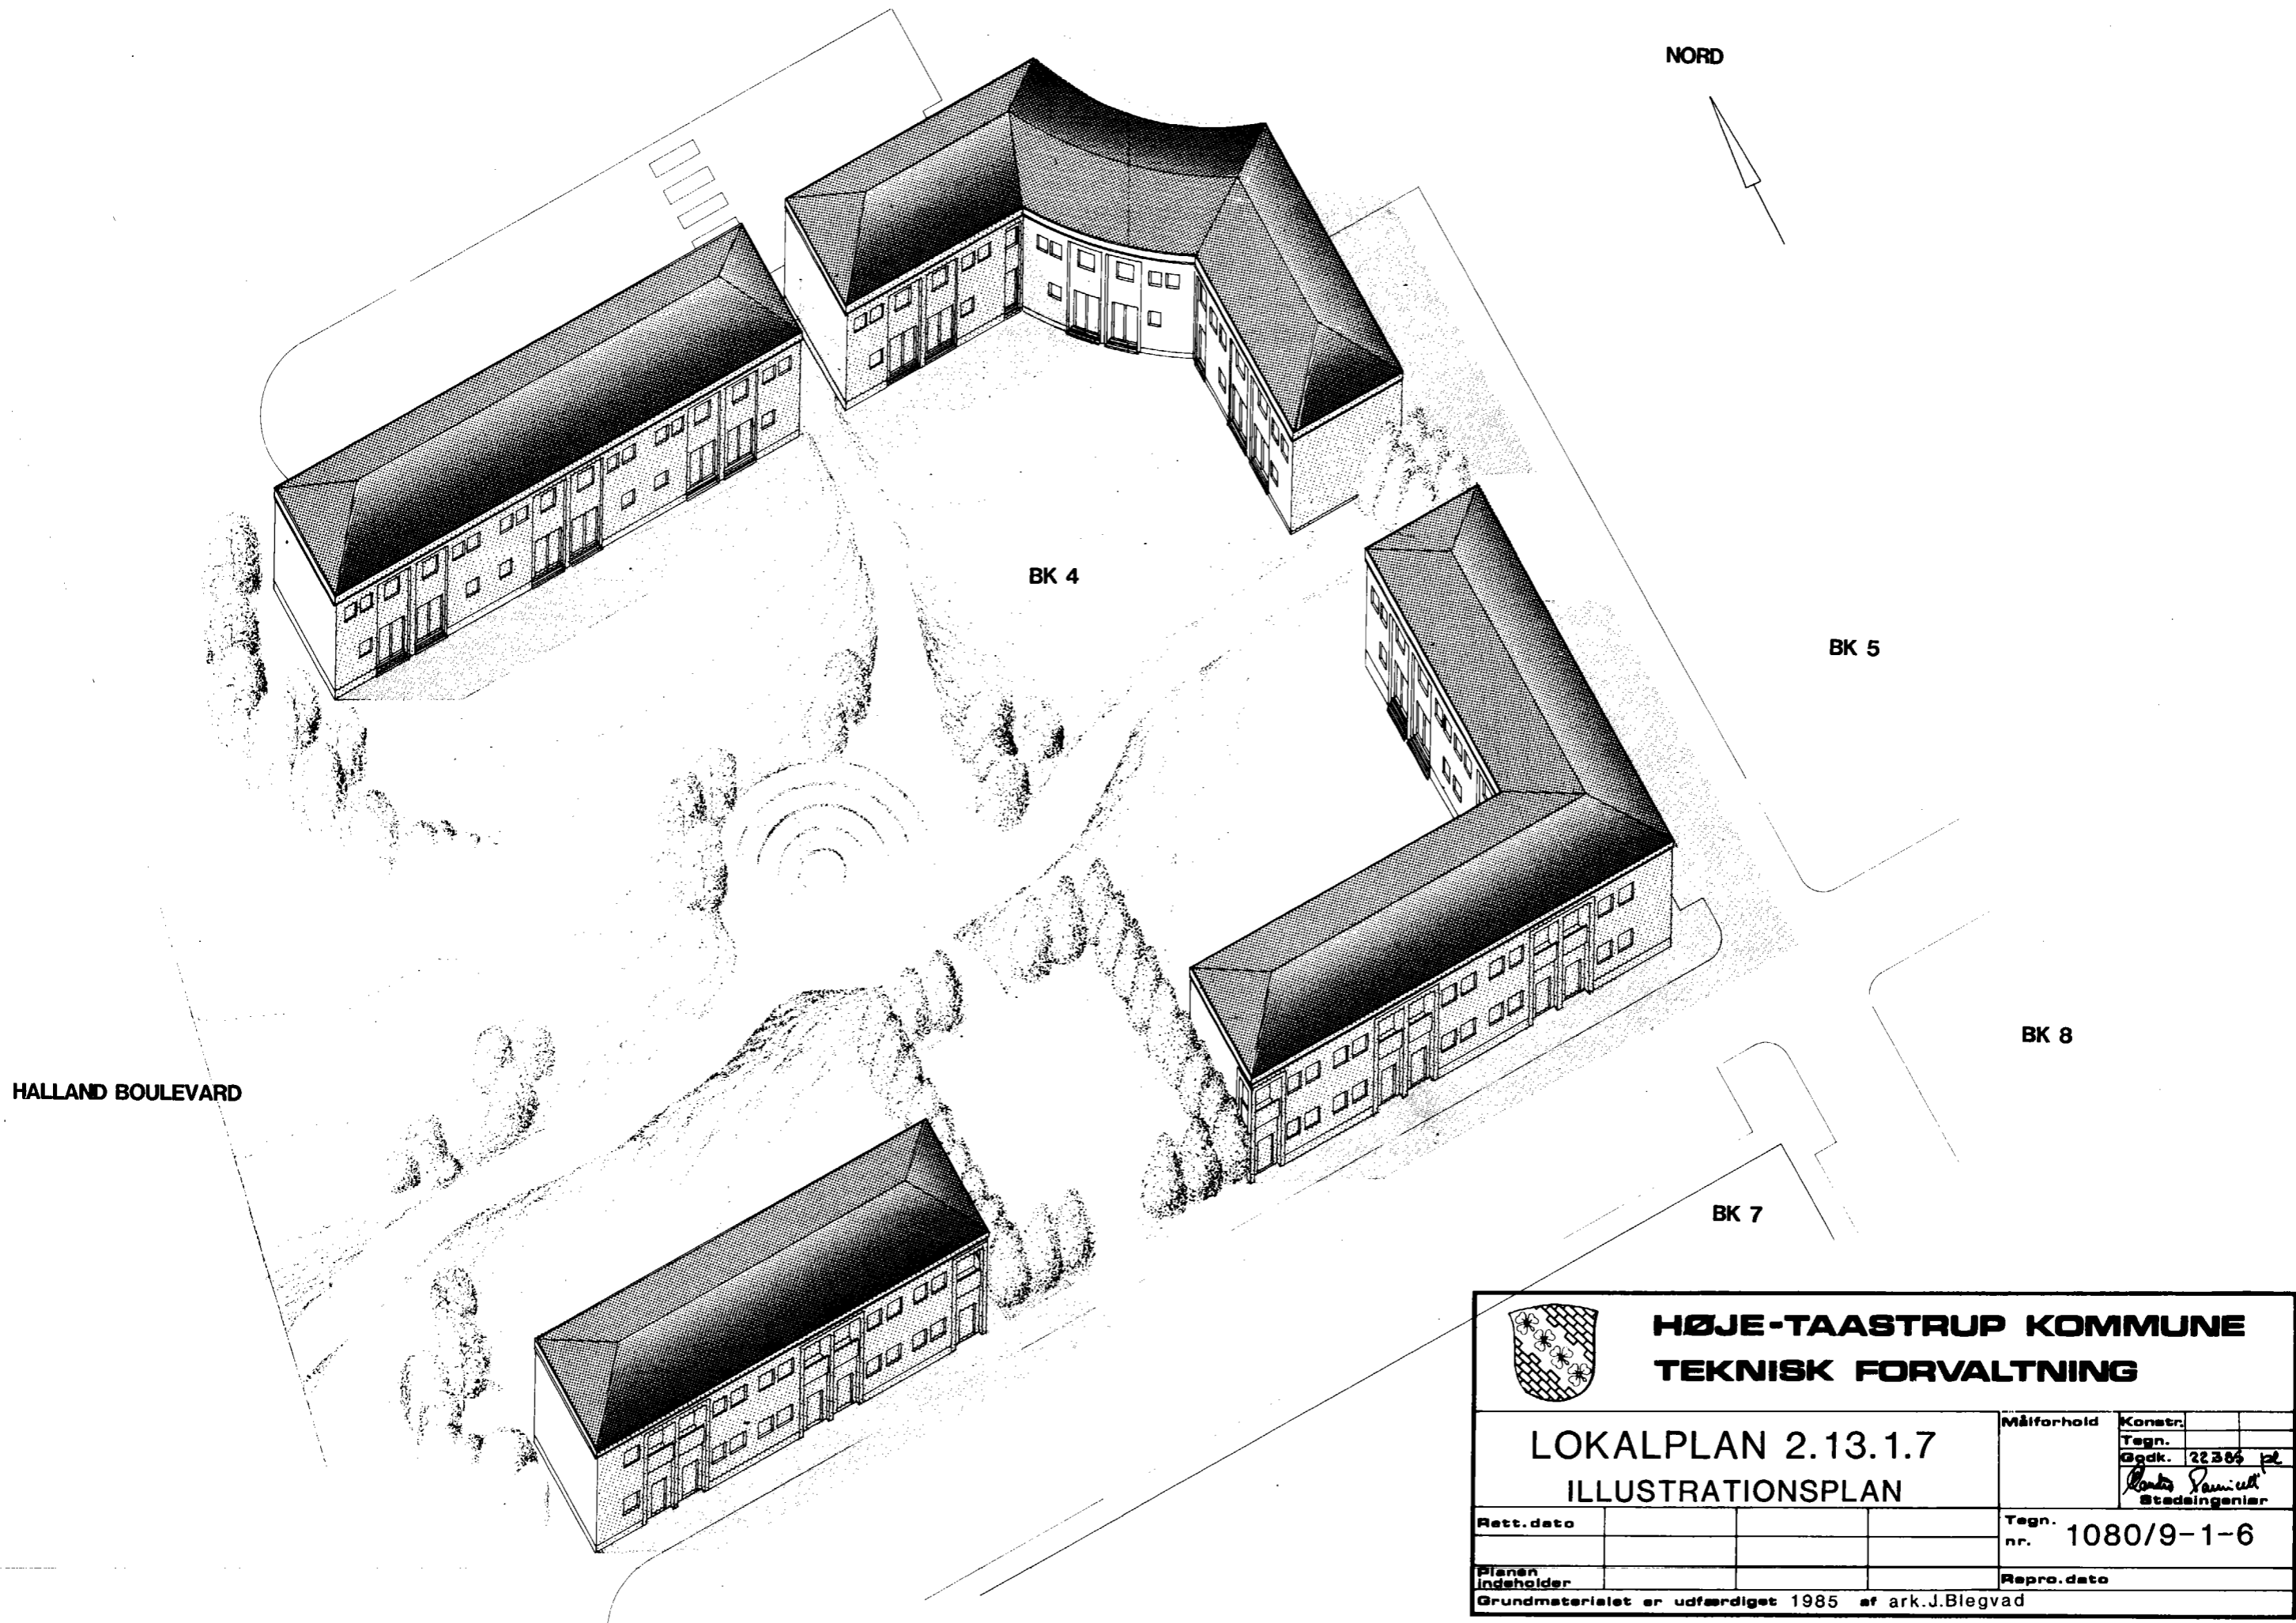 NORD
BK 4
BK 5
BK 8
HALLAND BOULEVARD
BK 7
HØJE-TAASTRUP KOMMUNE
TEKNISK FORVALTNING
LOKALPLAN 2.13.1.7
ILLUSTRATIONSPLAN
Målforhold
Konstr.
Tegn.
Godk. 22385 pl
Stadsingeniør
Rett.dato
Tegn. nr. 1080/9-1-6
Planen indeholder
Repro.dato
Grundmaterialet er udfærdiget 1985 af ark.J.Blegvad